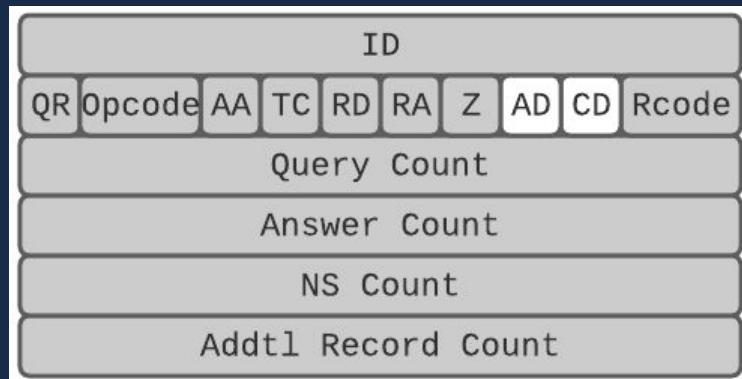 ID
QR Opcode AA TC RD RA Z AD CD Rcode
Query Count
Answer Count
NS Count
Addtl Record Count